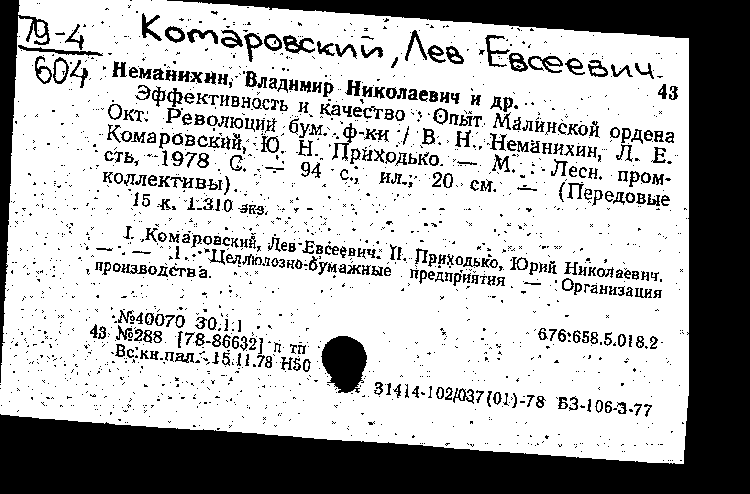 79-4
604
Комаровский, Лев Евсеевич
43
Неманихин, Владимир Николаевич и др.
Эффективность и качество : Опыт Малинской ордена
Окт. Революции бум. ф-ки / В. Н. Неманихин, Л. Е.
Комаровский, Ю. Н. Приходько. — М. : Лесн. пром-
сть, 1978 С. — 94 с., ил.; 20 см. — (Передовые
коллективы).
15 к. 1.310 экз.
I. Комаровский, Лев Евсеевич. II. Приходько, Юрий Николаевич.
— — 1. Целлюлозно-бумажные предприятия — Организация
производства.
676:658.5.018.2
№40070 30.1.1
43 №288 [78-86632] п тп
Вс.кн.пал. 15.11.78 Н50
31414-102/037(01)-78 БЗ-106-3-77